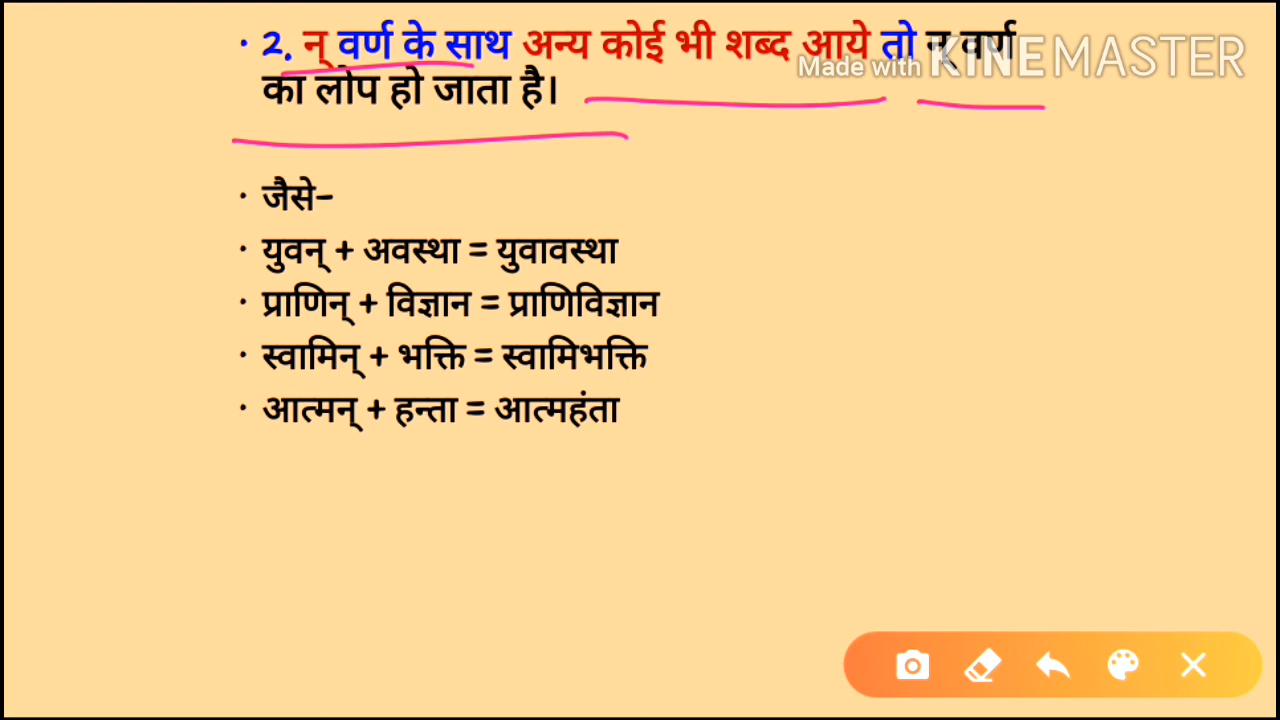 · 2. न् वर्ण के साथ अन्य कोई भी शब्द आये तो न् वर्ण
Made with KINEMASTER
का लोप हो जाता है।
· जैसे-
· युवन् + अवस्था = युवावस्था
· प्राणिन् + विज्ञान = प्राणिविज्ञान
· स्वामिन् + भक्ति = स्वामिभक्ति
· आत्मन् + हन्ता = आत्महंता